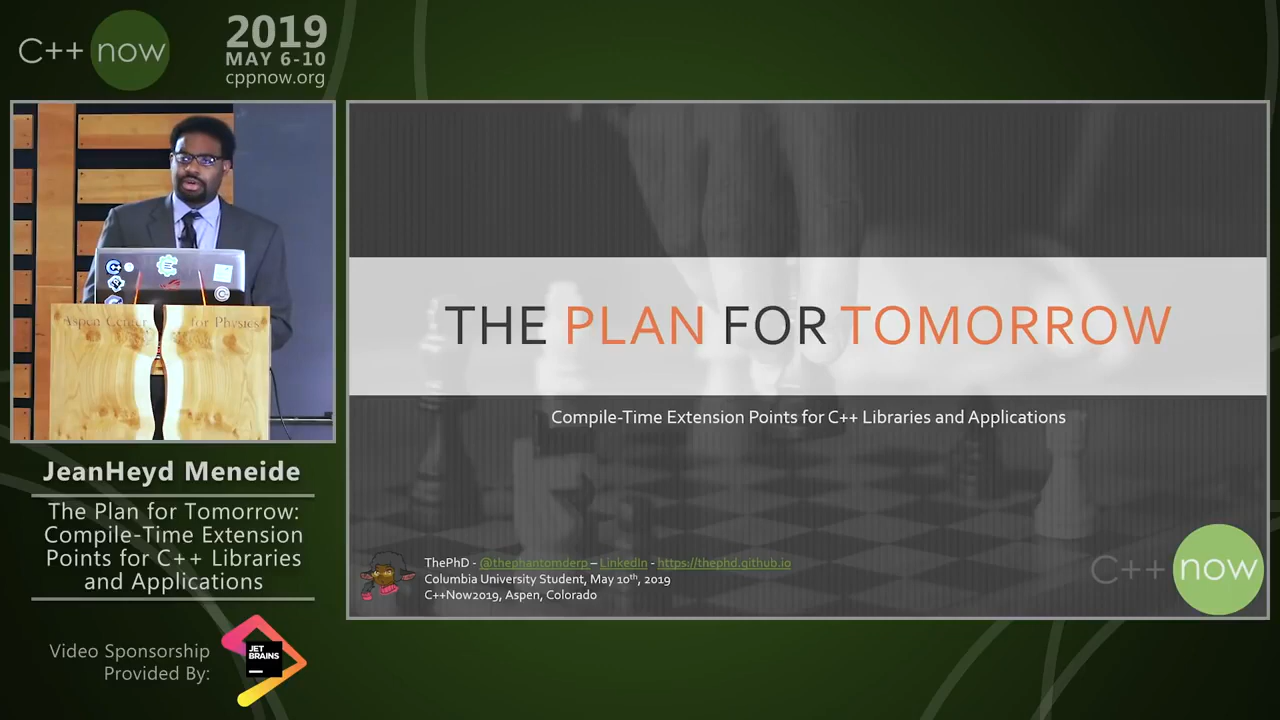 C++ now
2019
MAY 6-10
cppnow.org
Aspen Center for Physics
JeanHeyd Meneide
The Plan for Tomorrow:
Compile-Time Extension
Points for C++ Libraries
and Applications
Video Sponsorship
Provided By:
JET
BRAINS
THE PLAN FOR TOMORROW
Compile-Time Extension Points for C++ Libraries and Applications
ThePhD - @thephantomderp – LinkedIn - https://thephd.github.io
Columbia University Student, May 10th, 2019
C++Now2019, Aspen, Colorado
C++ now